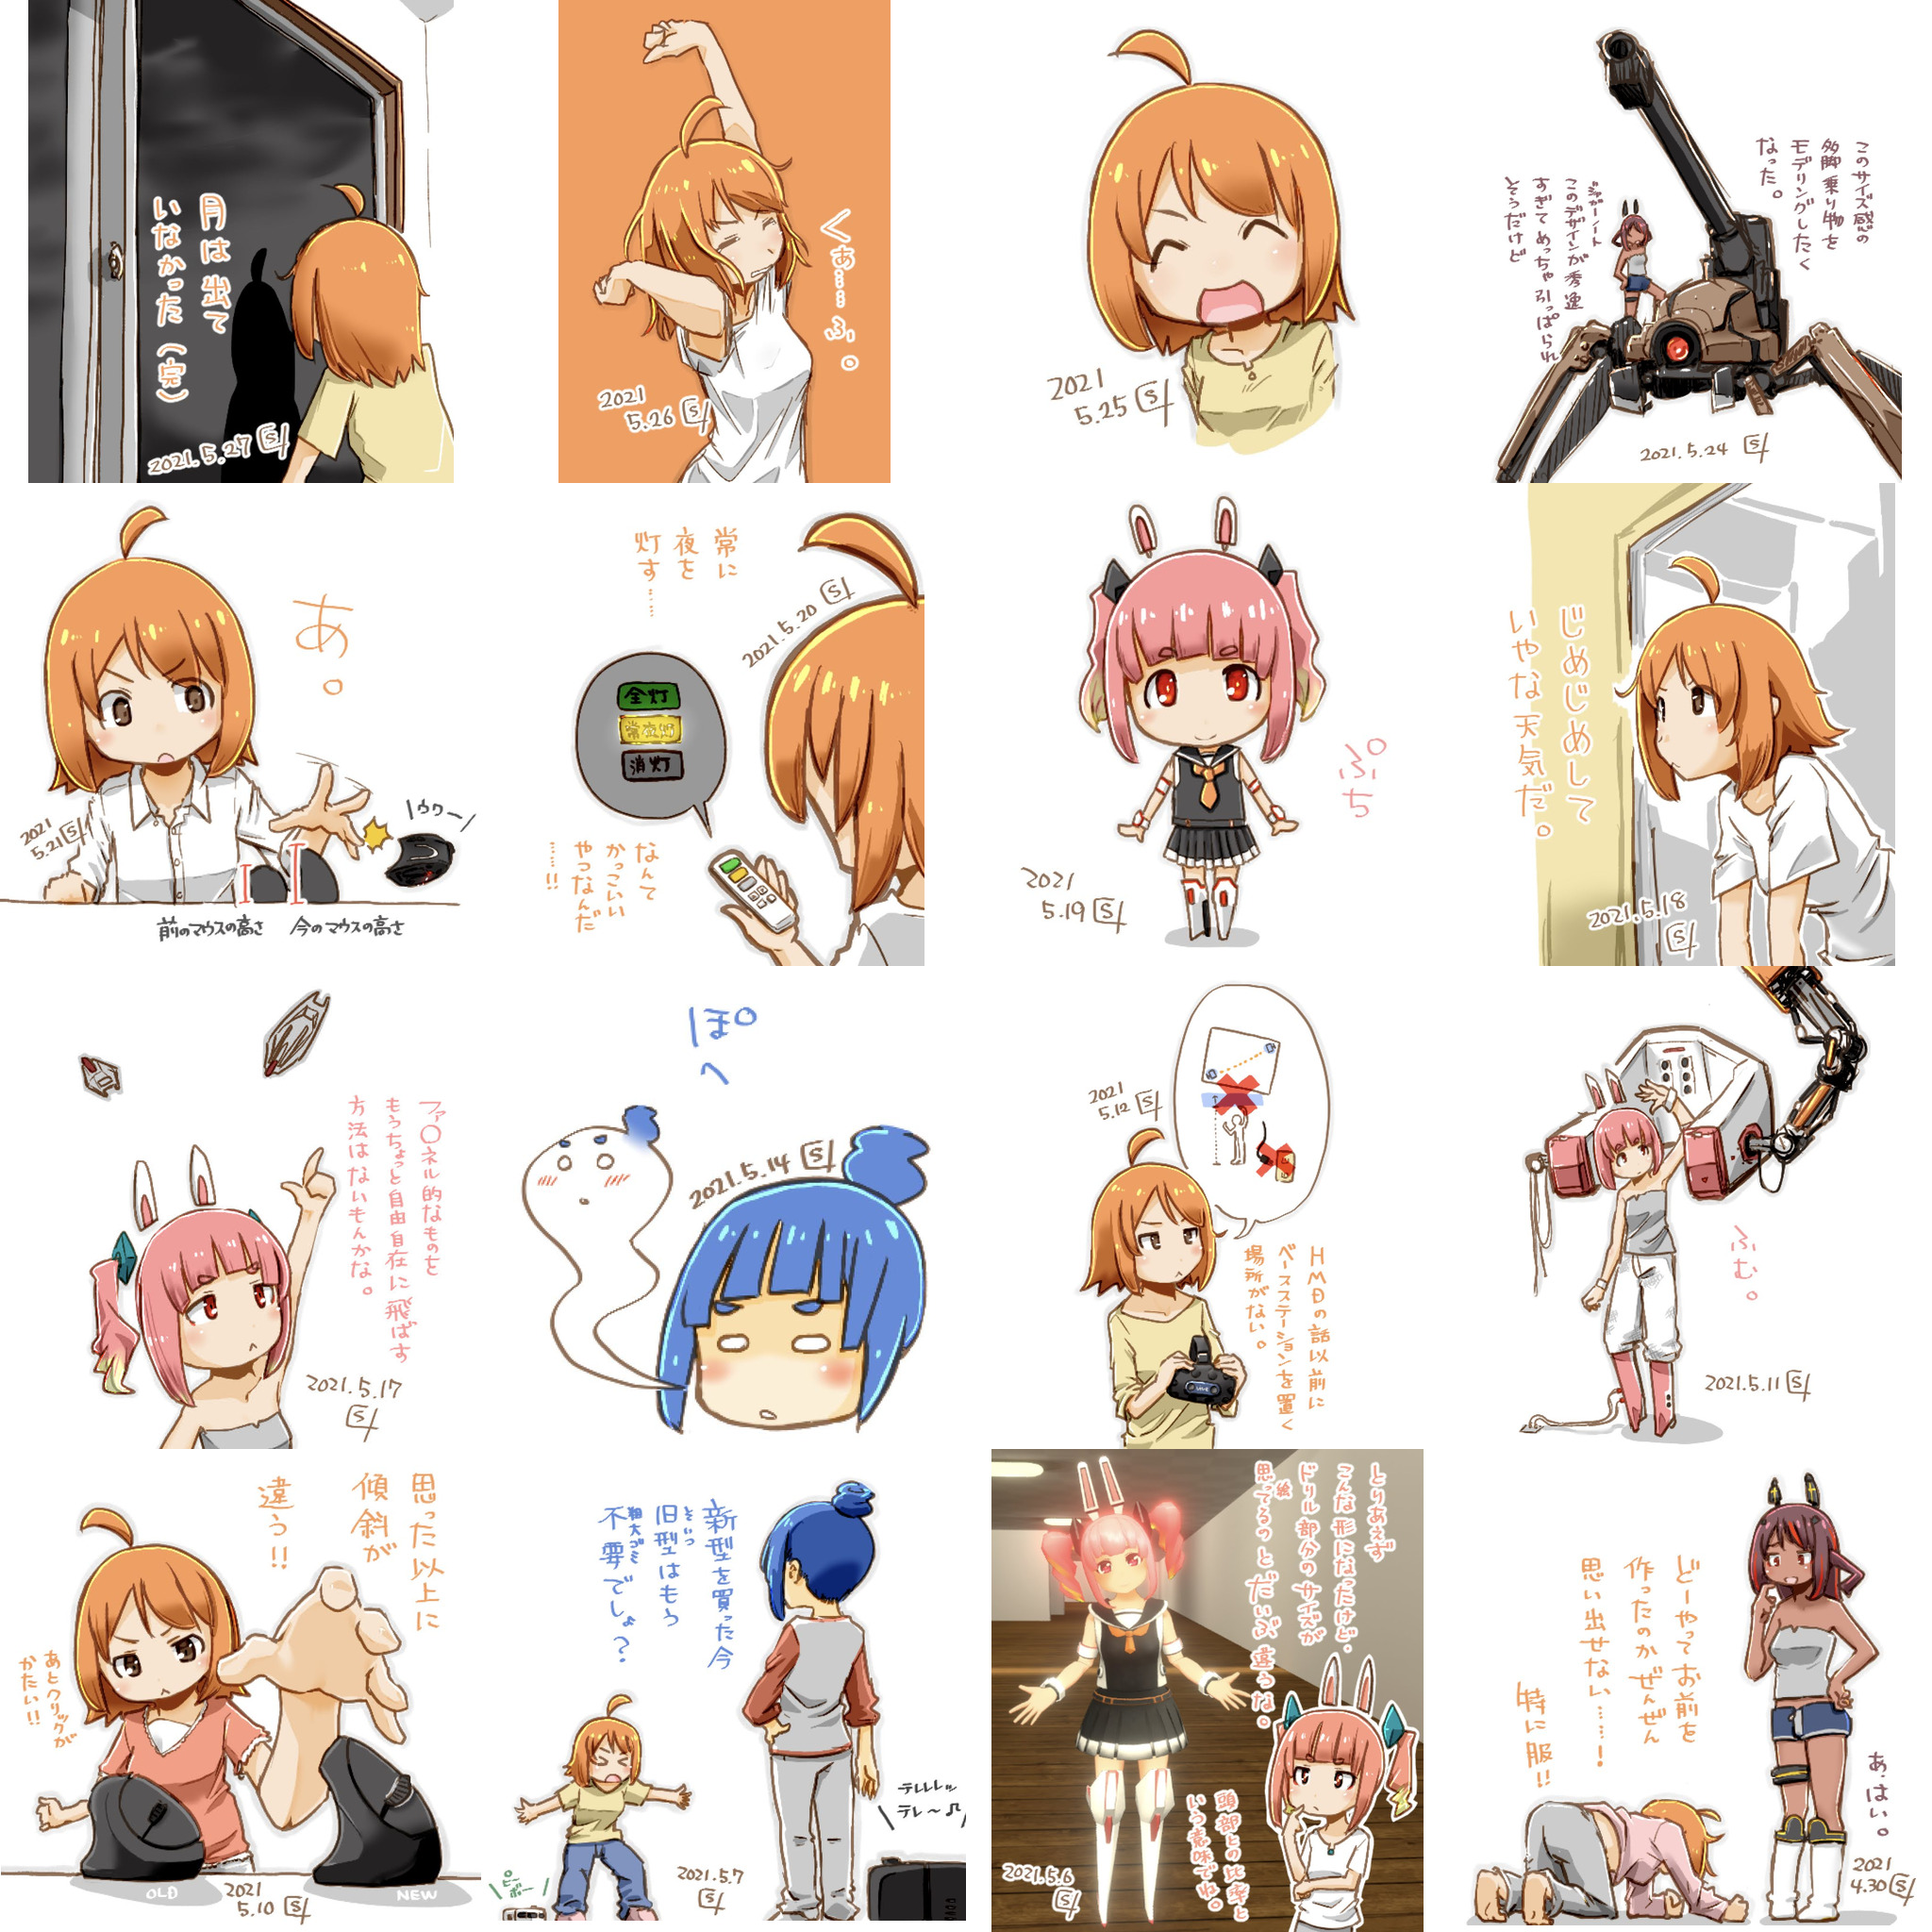 月は出て
いなかった(完)
2021.5.27
くぁ……ふ。
2021
5.26
2021
5.25
このサイズ感の
多脚乗り物を
モデリングしたく
なった。
ジャガーノート
このデザインが秀逸
すぎてめっちゃ引っぱられ
そうだけど
2021.5.24
あ。
2021
5.21
前のマウスの高さ
今のマウスの高さ
常に
夜を
灯す……
2021.5.20
全灯
常夜灯
消灯
なんて
かっこいい
やつなんだ
……!!
ぷち
2021
5.19
じめじめして
いやな天気だ。
2021.5.18
ファ〇ネル的なものを
もうちょっと自由自在に飛ばす
方法はないもんかな。
2021.5.17
ぽへ
2021.5.14
2021
5.12
HMDの話以前に
ベースステーションを置く
場所がない。
ふむ。
2021.5.11
思った以上に
傾斜が
違う!!
あとクリックが
かたい!!
OLD
NEW
2021
5.10
新型を買った今
そいつ
旧型はもう
粗大ゴミ
不要でしょ?
テレレレッ
テレ〜♫
ピー
ボー
2021.5.7
とりあえず
こんな形になったけど、
ドリル部分のサイズが
絵
思ってるのとだいぶ違うな。
頭部との比率と
いう意味でね。
2021.5.6
どーやってお前を
作ったのかぜんぜん
思い出せない……!
特に服!!
あ、はい。
2021
4.30